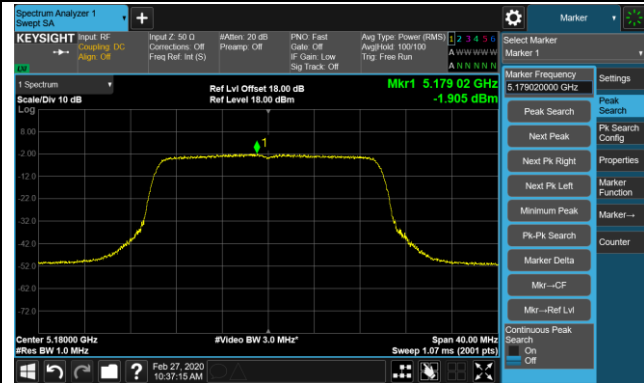 Spectrum Analyzer 1
Swept SA
+
Marker
KEYSIGHT
Input: RF
Coupling: DC
Align: Off
Input Z: 50 Ω
Corrections: Off
Freq Ref: Int (S)
#Atten: 20 dB
Preamp: Off
PNO: Fast
Gate: Off
IF Gain: Low
Sig Track: Off
Avg Type: Power (RMS)
Avg|Hold: 100/100
Trig: Free Run
1 2 3 4 5 6
A W W W W W
A N N N N N
LXI
Select Marker
Marker 1
1 Spectrum
Scale/Div 10 dB
Log
Ref Lvl Offset 18.00 dB
Ref Level 18.00 dBm
Mkr1 5.179 02 GHz
-1.905 dBm
8.00
-2.00
-12.0
-22.0
-32.0
-42.0
-52.0
-62.0
-72.0
1
Center 5.18000 GHz
#Res BW 1.0 MHz
#Video BW 3.0 MHz*
Span 40.00 MHz
Sweep 1.07 ms (2001 pts)
Marker Frequency
5.179020000 GHz
Peak Search
Next Peak
Next Pk Right
Next Pk Left
Minimum Peak
Pk-Pk Search
Marker Delta
Mkr→CF
Mkr→Ref Lvl
Continuous Peak
Search
On
Off
Settings
Peak
Search
Pk Search
Config
Properties
Marker
Function
Marker→
Counter
?
Feb 27, 2020
10:37:15 AM